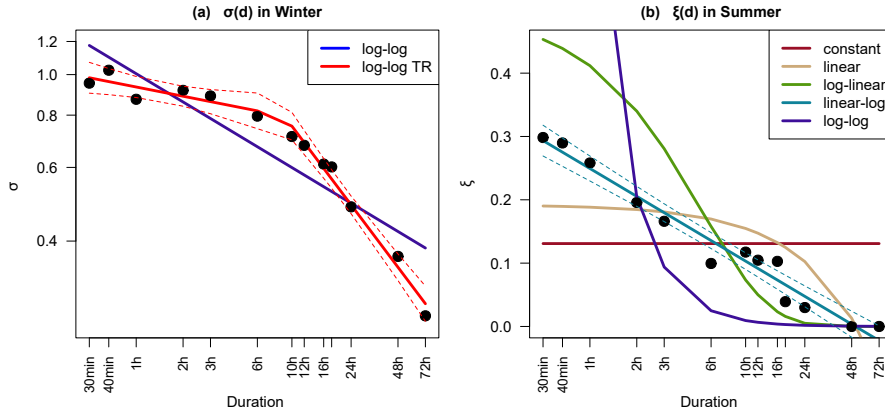 (a) σ(d) in Winter
log-log
log-log TR
1.2
1.0
0.8
0.6
0.4
σ
30min
40min
1h
2h
3h
6h
10h
12h
16h
24h
48h
72h
Duration
(b) ξ(d) in Summer
constant
linear
log-linear
linear-log
log-log
0.4
0.3
0.2
0.1
0.0
ξ
30min
40min
1h
2h
3h
6h
10h
12h
16h
24h
48h
72h
Duration